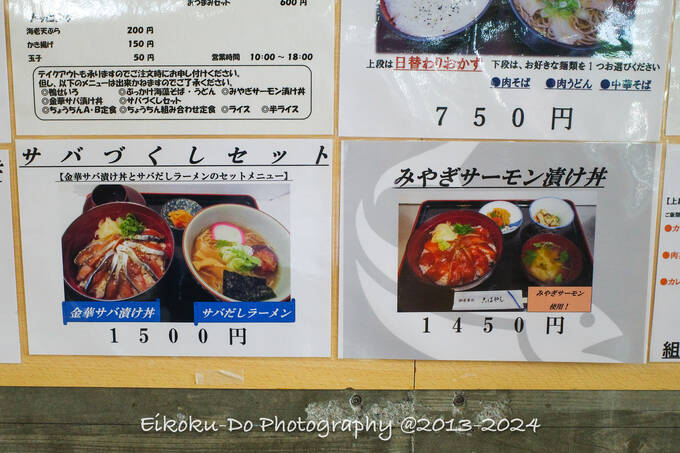 海老天ぷら 200 円
かき揚げ 150 円
玉子 50 円 営業時間 10:00〜18:00
テイクアウトも承りますのでご注文時にお申し付けください。
但し、以下のメニューは出来かねますのでご了承ください。
◎鴨せいろ ◎ぶっかけ海藻そば・うどん ◎みやぎサーモン漬け丼
◎金華サバ漬け丼 ◎サバづくしセット
◎ちょうちんA・B定食 ◎ちょうちん組み合わせ定食 ◎ライス ◎半ライス
上段は日替わりおかず 下段は、お好きな麺類を1つお選びください
●肉そば ●肉うどん ●中華そば
750円
サバづくしセット
【金華サバ漬け丼とサバだしラーメンのセットメニュー】
金華サバ漬け丼 サバだしラーメン
1500円
みやぎサーモン漬け丼
みやぎサーモン
使用！
1450円
Eikoku-Do Photography @2013-2024